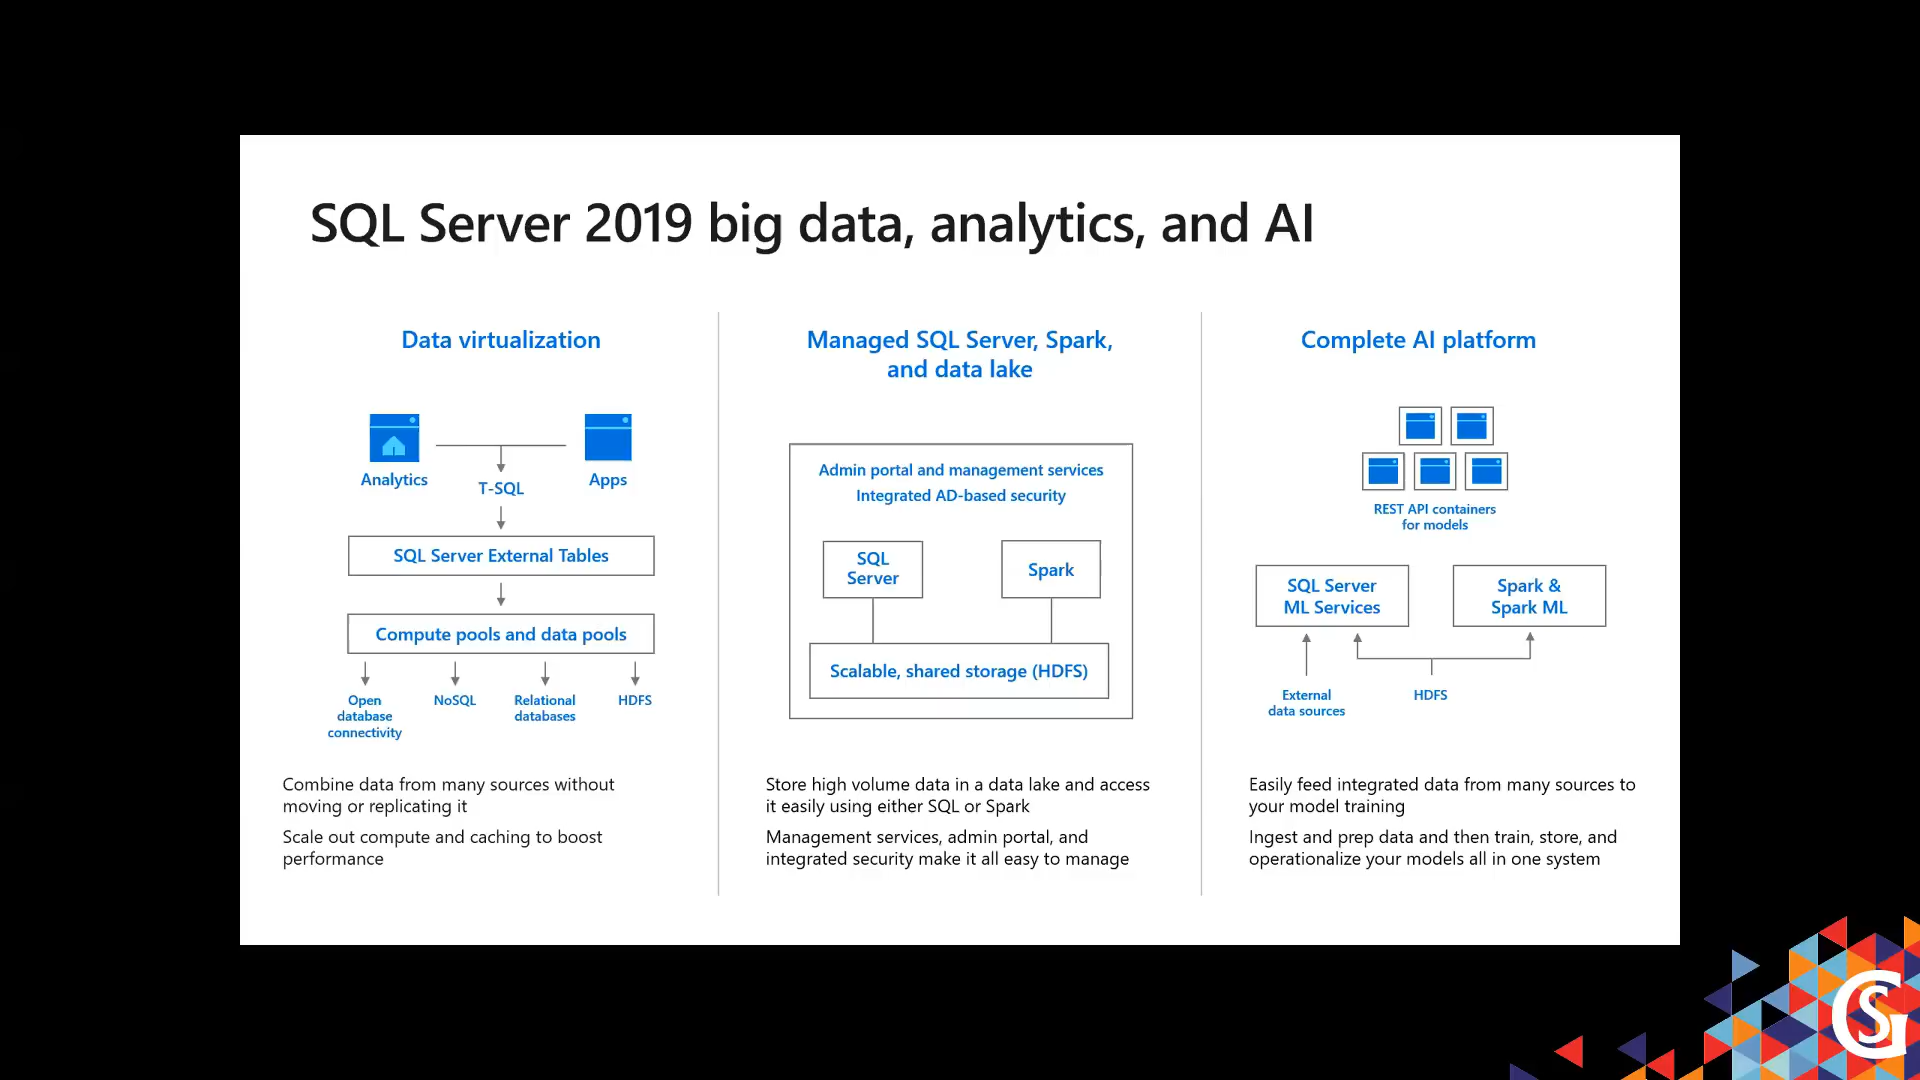 SQL Server 2019 big data, analytics, and AI
Data virtualization
Analytics
T-SQL
Apps
SQL Server External Tables
Compute pools and data pools
Open
database
connectivity
NoSQL
Relational
databases
HDFS
Combine data from many sources without
moving or replicating it
Scale out compute and caching to boost
performance
Managed SQL Server, Spark,
and data lake
Admin portal and management services
Integrated AD-based security
SQL
Server
Spark
Scalable, shared storage (HDFS)
Store high volume data in a data lake and access
it easily using either SQL or Spark
Management services, admin portal, and
integrated security make it all easy to manage
Complete AI platform
REST API containers
for models
SQL Server
ML Services
Spark &
Spark ML
External
data sources
HDFS
Easily feed integrated data from many sources to
your model training
Ingest and prep data and then train, store, and
operationalize your models all in one system
GS